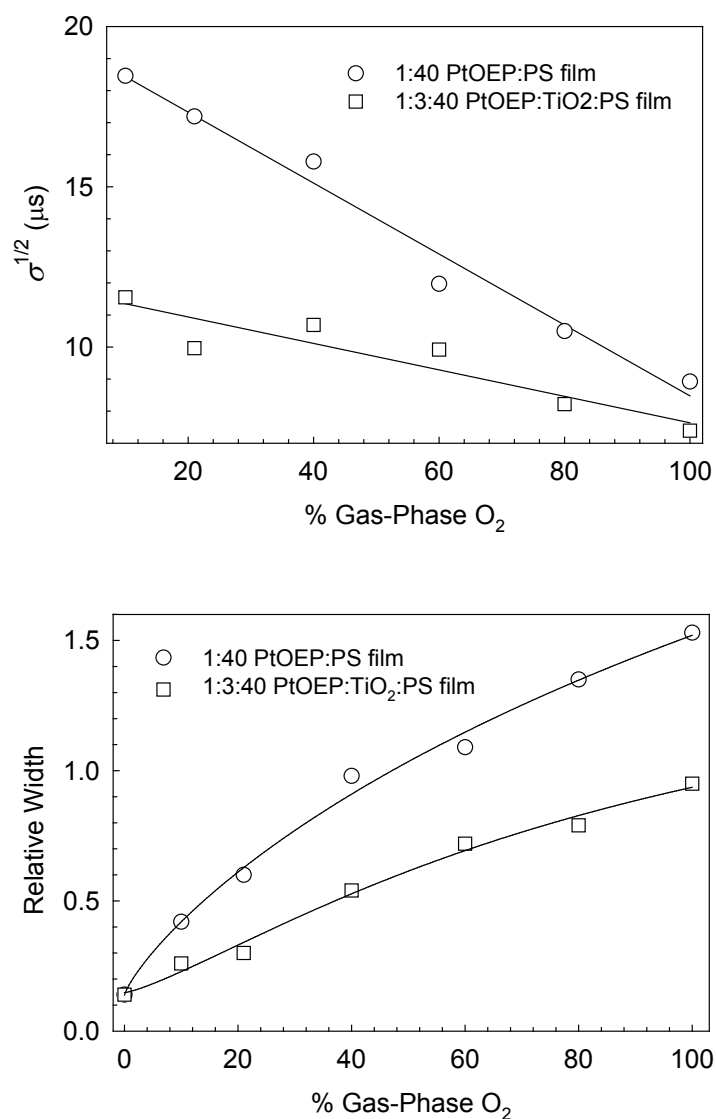 20
1:40 PtOEP:PS film
1:3:40 PtOEP:TiO2:PS film
15
10
σ1/2 (μs)
20 40 60 80 100
% Gas-Phase O2
1.5
1:40 PtOEP:PS film
1:3:40 PtOEP:TiO2:PS film
1.0
0.5
0.0
Relative Width
0 20 40 60 80 100
% Gas-Phase O2